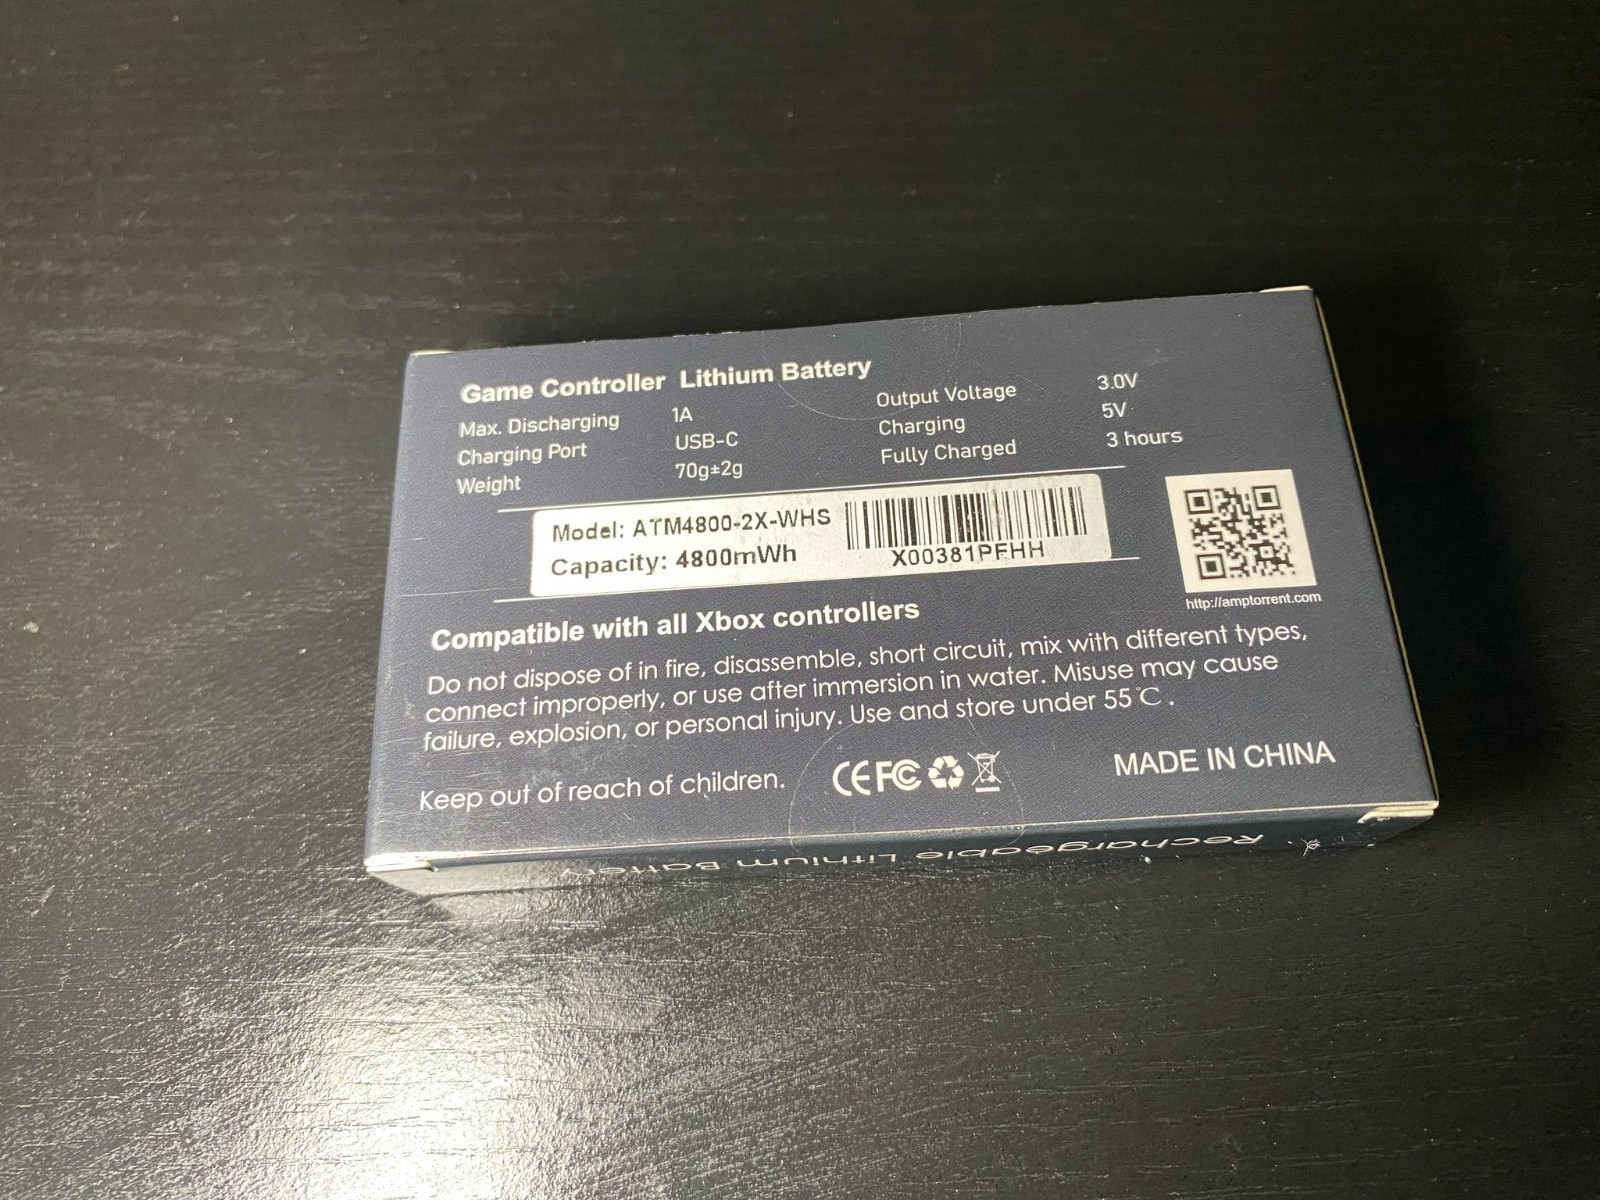 Game Controller Lithium Battery
Max. Discharging 1A Output Voltage 3.0V
Charging Port USB-C Charging 5V
Weight 70g±2g Fully Charged 3 hours
Model: ATM4800-2X-WHS
Capacity: 4800mWh
X00381PFHH
http://amptorrent.com
Compatible with all Xbox controllers
Do not dispose of in fire, disassemble, short circuit, mix with different types,
connect improperly, or use after immersion in water. Misuse may cause
failure, explosion, or personal injury. Use and store under 55℃.
Keep out of reach of children. CE FC MADE IN CHINA
Rechargeable Lithium Battery